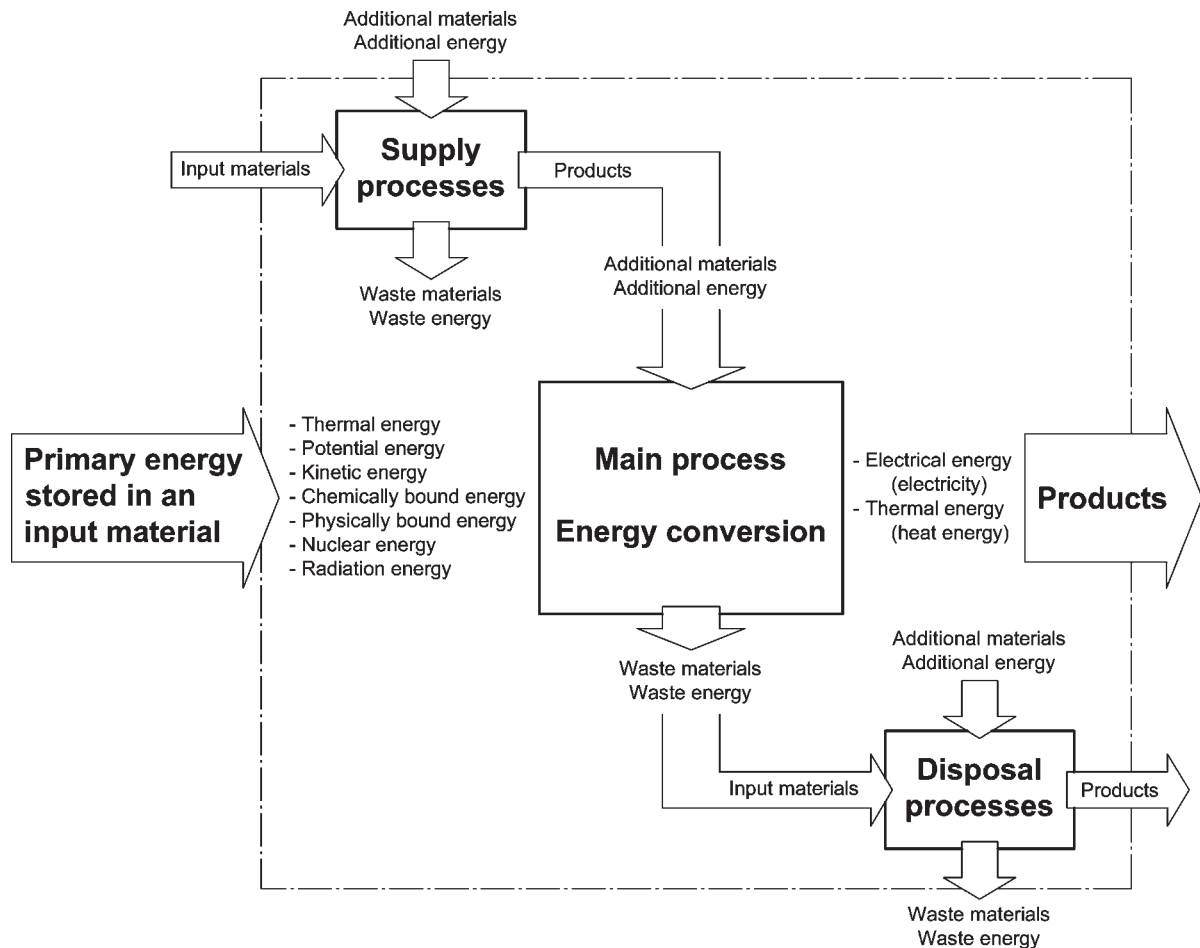 Additional materials
Additional energy
Supply
processes
Input materials
Products
Waste materials
Waste energy
Additional materials
Additional energy
Primary energy
stored in an
input material
- Thermal energy
- Potential energy
- Kinetic energy
- Chemically bound energy
- Physically bound energy
- Nuclear energy
- Radiation energy
Main process
Energy conversion
- Electrical energy
(electricity)
- Thermal energy
(heat energy)
Products
Waste materials
Waste energy
Additional materials
Additional energy
Input materials
Disposal
processes
Products
Waste materials
Waste energy